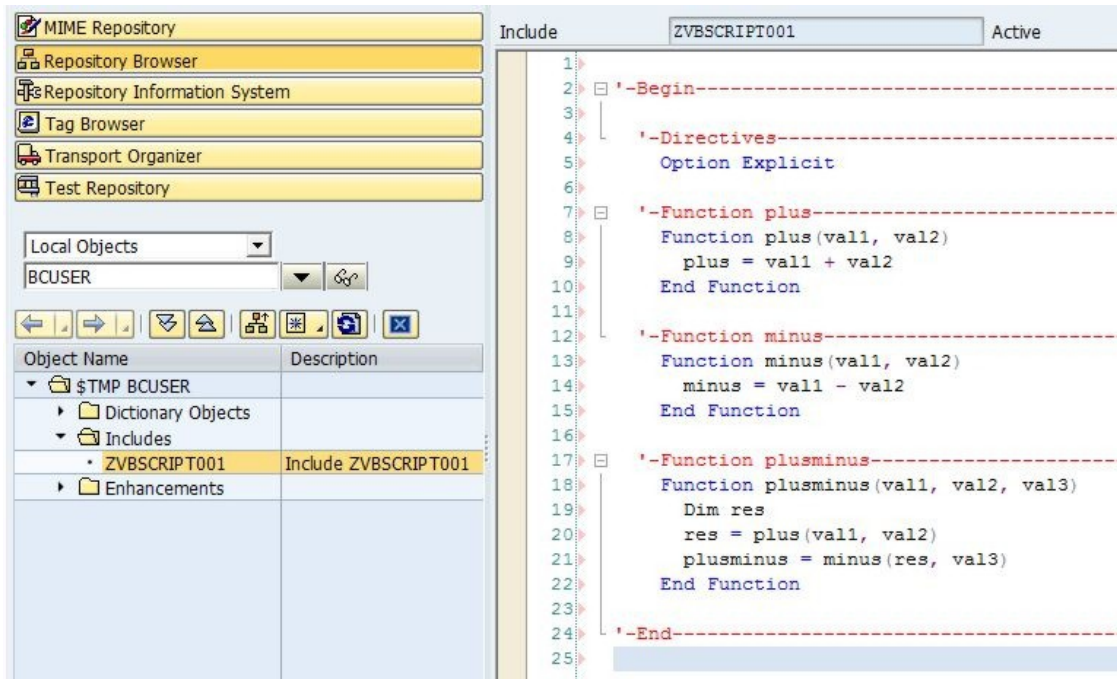 MIME Repository
Repository Browser
Repository Information System
Tag Browser
Transport Organizer
Test Repository
Local Objects
BCUSER
Object Name Description
$TMP BCUSER
Dictionary Objects
Includes
ZVBSCRIPT001 Include ZVBSCRIPT001
Enhancements
Include ZVBSCRIPT001 Active
1
2 '-Begin--------------------------------------
3
4 '-Directives-------------------------------
5 Option Explicit
6
7 '-Function plus----------------------------
8 Function plus(val1, val2)
9 plus = val1 + val2
10 End Function
11
12 '-Function minus---------------------------
13 Function minus(val1, val2)
14 minus = val1 - val2
15 End Function
16
17 '-Function plusminus-----------------------
18 Function plusminus(val1, val2, val3)
19 Dim res
20 res = plus(val1, val2)
21 plusminus = minus(res, val3)
22 End Function
23
24 '-End----------------------------------------
25